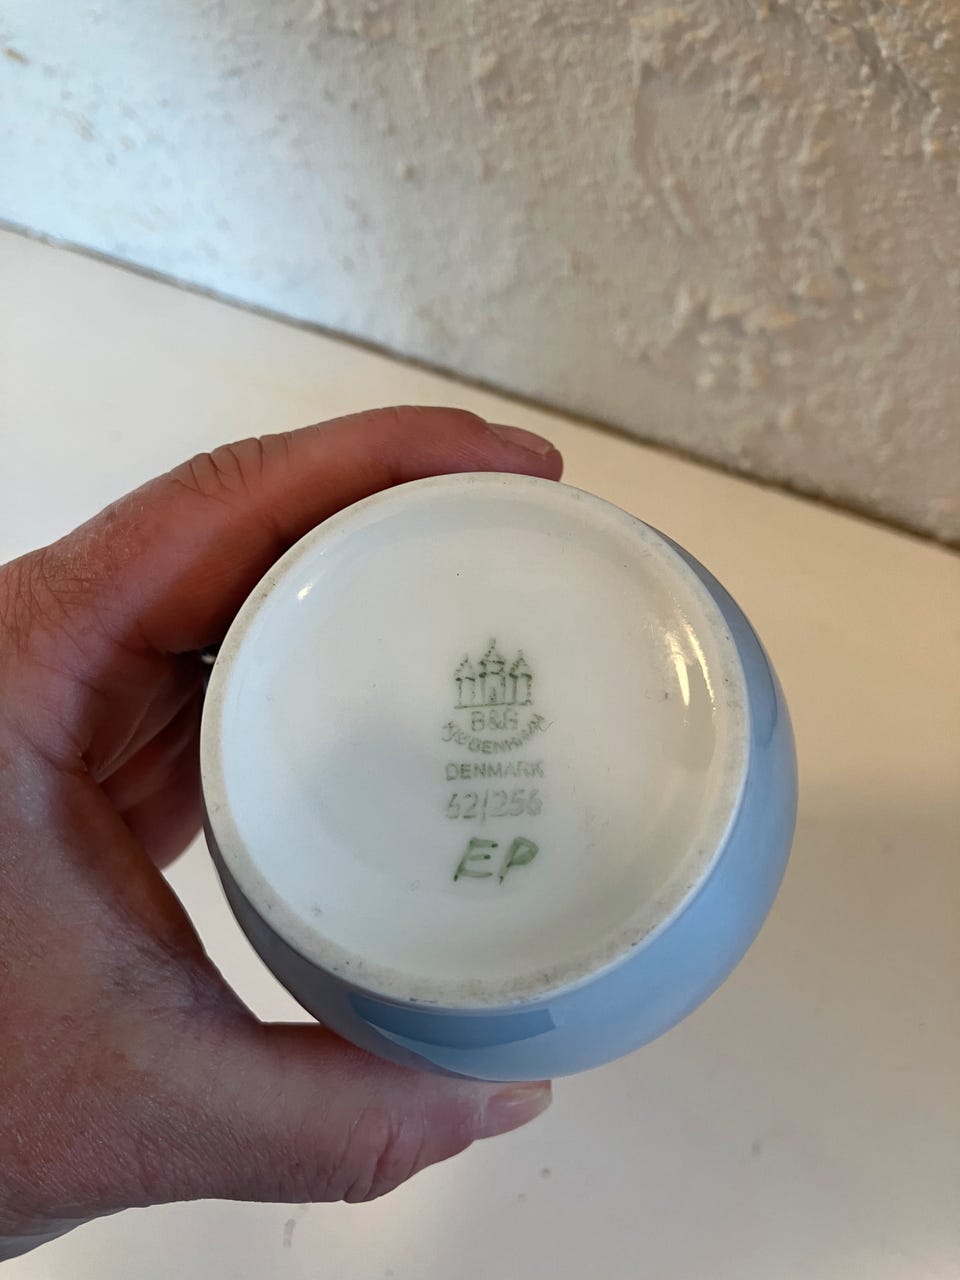 B&G
KJØBENHAVN
DENMARK
62/256
EP